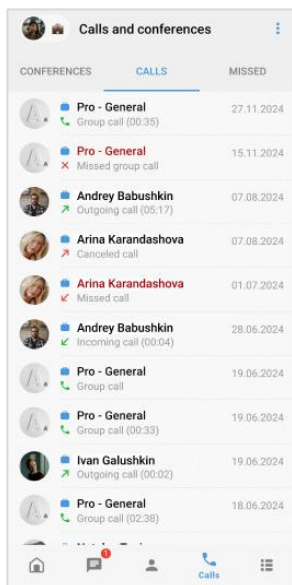 Calls and conferences
CONFERENCES CALLS MISSED
Pro - General 27.11.2024
Group call (00:35)
Pro - General 15.11.2024
Missed group call
Andrey Babushkin 07.08.2024
Outgoing call (05:17)
Arina Karandashova 07.08.2024
Canceled call
Arina Karandashova 01.07.2024
Missed call
Andrey Babushkin 28.06.2024
Incoming call (00:04)
Pro - General 19.06.2024
Group call
Pro - General 19.06.2024
Group call (00:33)
Ivan Galushkin 19.06.2024
Outgoing call (00:02)
Pro - General 18.06.2024
Group call (02:38)
1
Calls